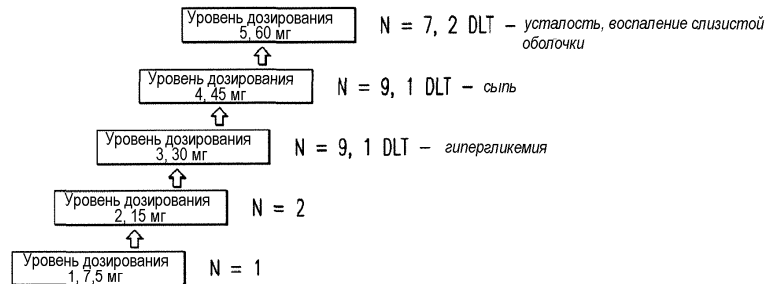 Уровень дозирования
5, 60 мг
N = 7, 2 DLT – усталость, воспаление слизистой
оболочки
Уровень дозирования
4, 45 мг
N = 9, 1 DLT – сыпь
Уровень дозирования
3, 30 мг
N = 9, 1 DLT – гипергликемия
Уровень дозирования
2, 15 мг
N = 2
Уровень дозирования
1, 7,5 мг
N = 1